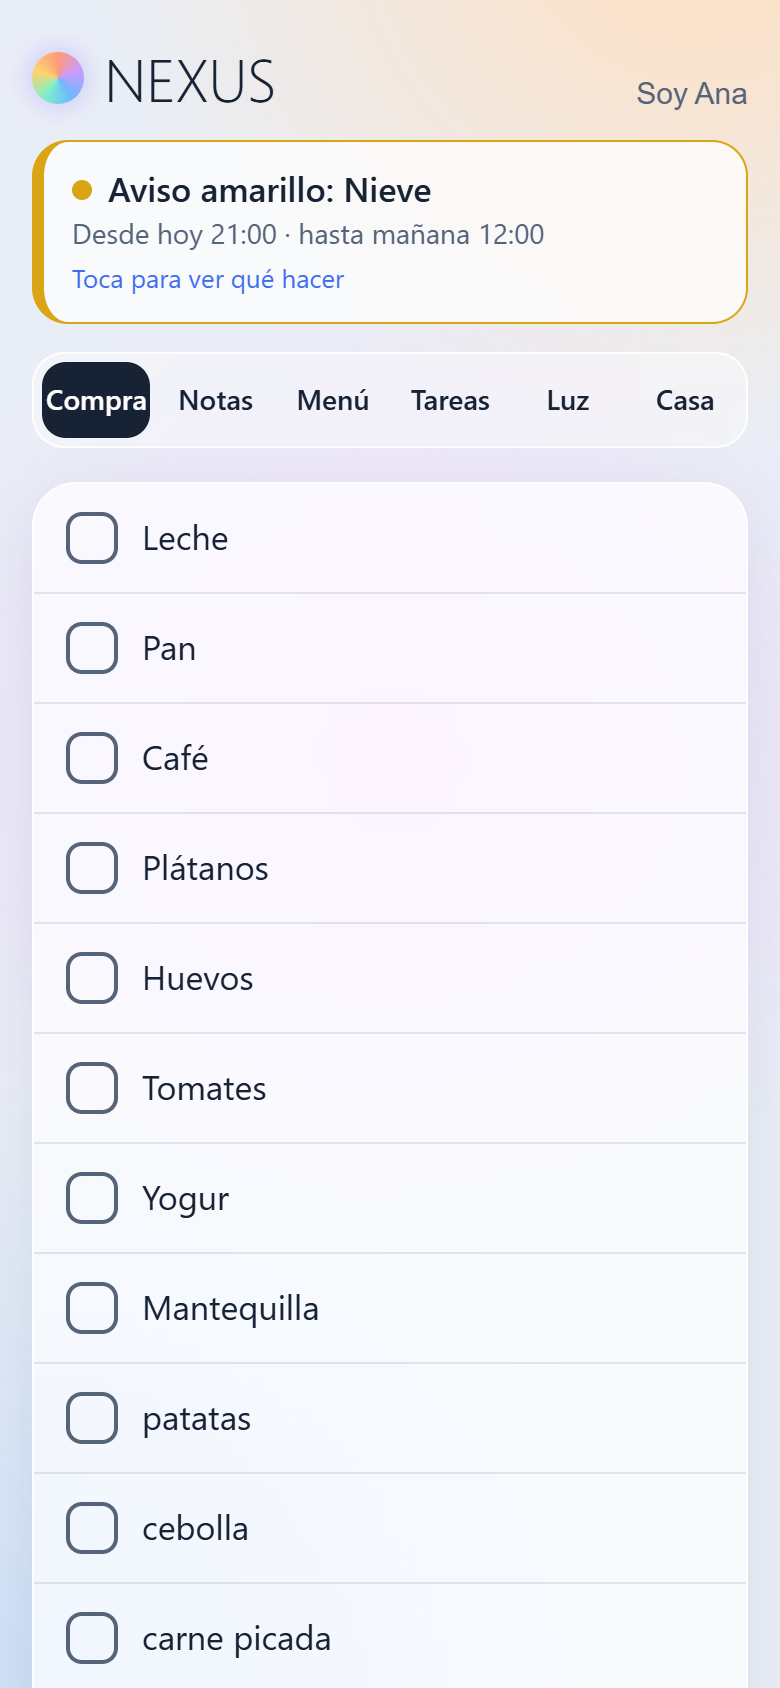 NEXUS
Soy Ana
Aviso amarillo: Nieve
Desde hoy 21:00 · hasta mañana 12:00
Toca para ver qué hacer
Compra Notas Menú Tareas Luz Casa
Leche
Pan
Café
Plátanos
Huevos
Tomates
Yogur
Mantequilla
patatas
cebolla
carne picada